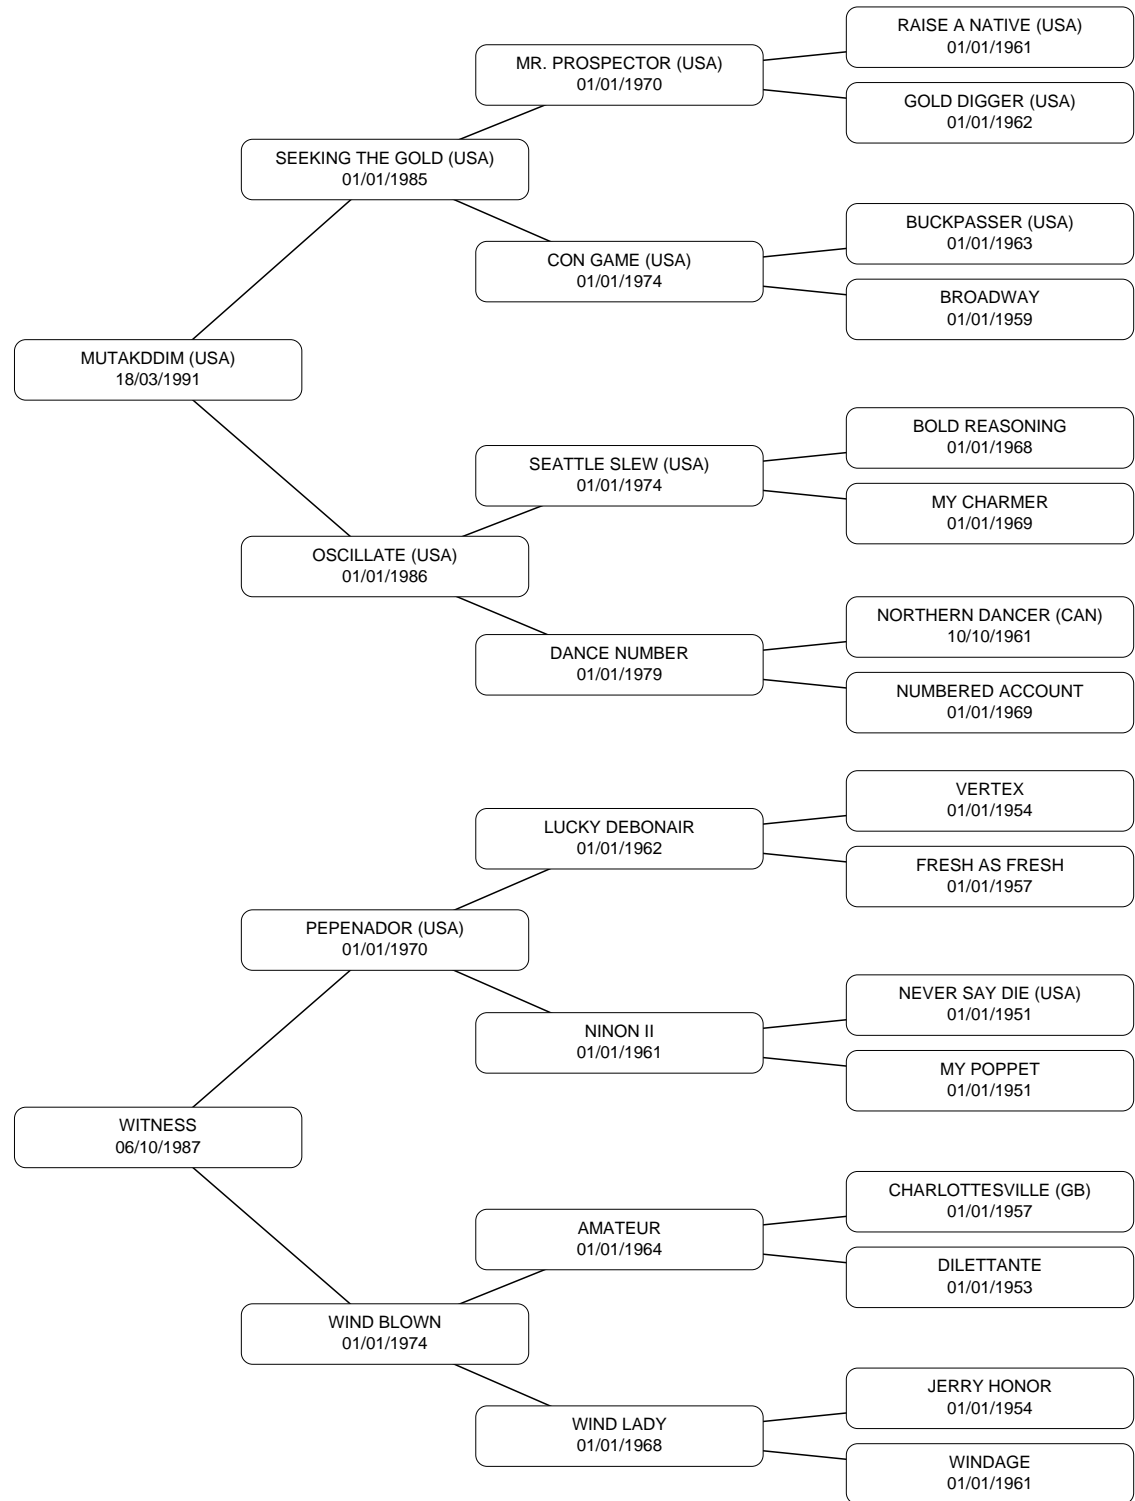 RAISE A NATIVE (USA)
01/01/1961
MR. PROSPECTOR (USA)
01/01/1970
GOLD DIGGER (USA)
01/01/1962
SEEKING THE GOLD (USA)
01/01/1985
BUCKPASSER (USA)
01/01/1963
CON GAME (USA)
01/01/1974
BROADWAY
01/01/1959
MUTAKDDIM (USA)
18/03/1991
BOLD REASONING
01/01/1968
SEATTLE SLEW (USA)
01/01/1974
MY CHARMER
01/01/1969
OSCILLATE (USA)
01/01/1986
NORTHERN DANCER (CAN)
10/10/1961
DANCE NUMBER
01/01/1979
NUMBERED ACCOUNT
01/01/1969
VERTEX
01/01/1954
LUCKY DEBONAIR
01/01/1962
FRESH AS FRESH
01/01/1957
PEPENADOR (USA)
01/01/1970
NEVER SAY DIE (USA)
01/01/1951
NINON II
01/01/1961
MY POPPET
01/01/1951
WITNESS
06/10/1987
CHARLOTTESVILLE (GB)
01/01/1957
AMATEUR
01/01/1964
DILETTANTE
01/01/1953
WIND BLOWN
01/01/1974
JERRY HONOR
01/01/1954
WIND LADY
01/01/1968
WINDAGE
01/01/1961